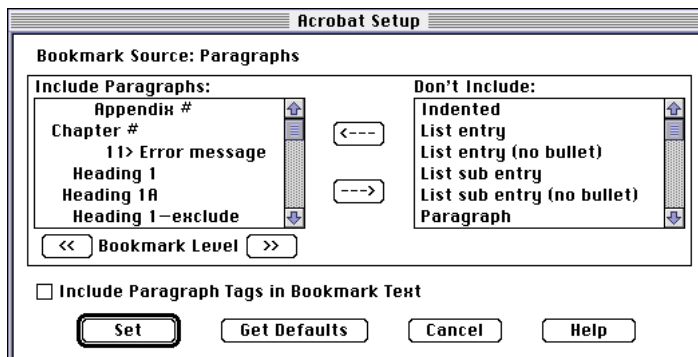 Acrobat Setup
Bookmark Source: Paragraphs
Include Paragraphs:
Appendix #
Chapter #
11> Error message
Heading 1
Heading 1A
Heading 1-exclude
<---
--->
Don't Include:
Indented
List entry
List entry (no bullet)
List sub entry
List sub entry (no bullet)
Paragraph
<< Bookmark Level >>
Include Paragraph Tags in Bookmark Text
Set Get Defaults Cancel Help